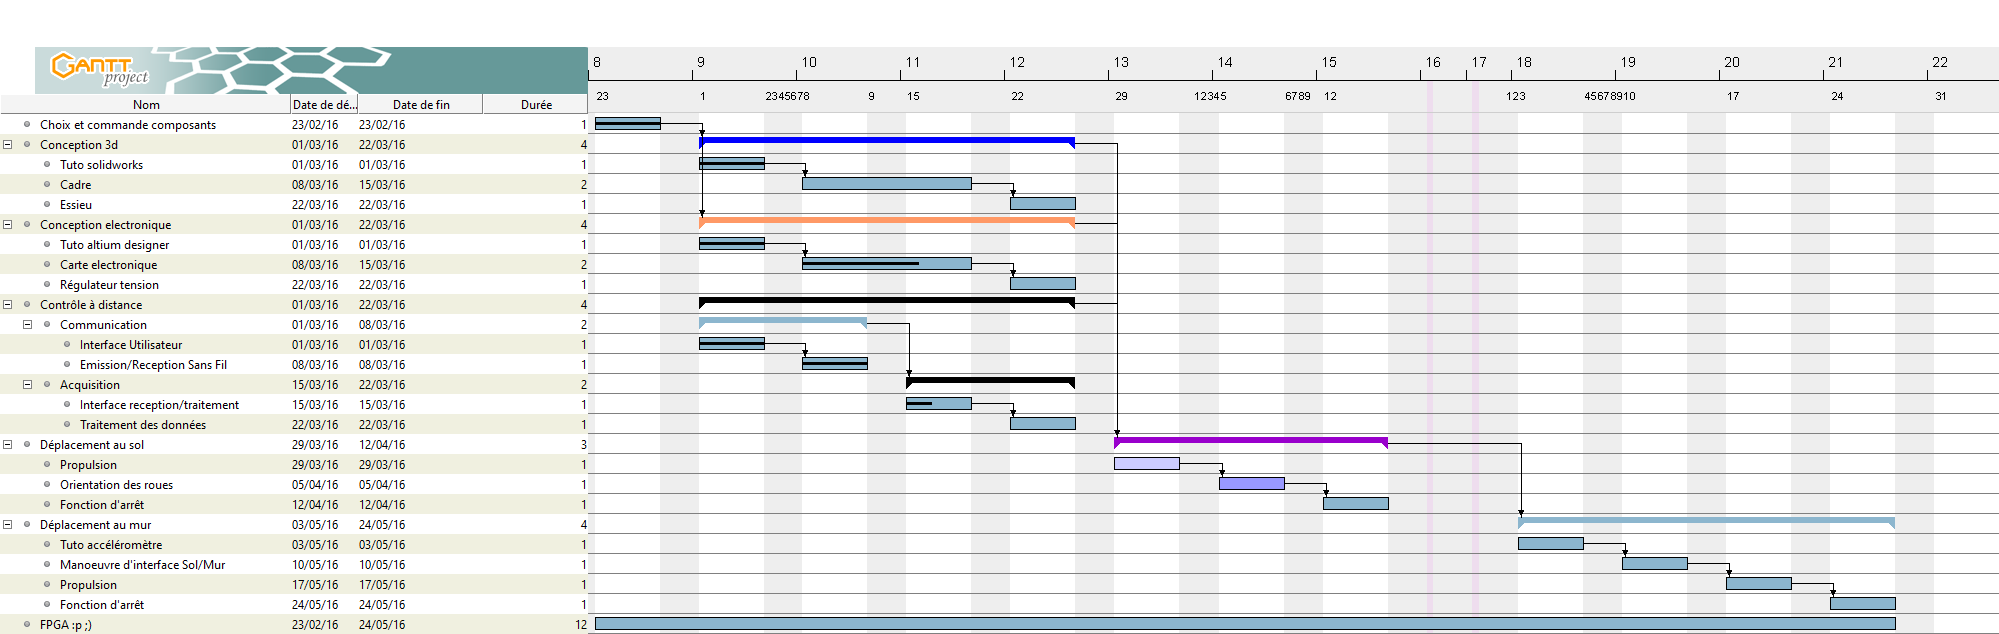 GANTT project
8 9 10 11 12 13 14 15 16 17 18 19 20 21 22
23 1 2345678 9 15 22 29 12345 6789 12 123 45678910 17 24 31
Nom Date de dé... Date de fin Durée
Choix et commande composants 23/02/16 23/02/16 1
Conception 3d 01/03/16 22/03/16 4
Tuto solidworks 01/03/16 01/03/16 1
Cadre 08/03/16 15/03/16 2
Essieu 22/03/16 22/03/16 1
Conception electronique 01/03/16 22/03/16 4
Tuto altium designer 01/03/16 01/03/16 1
Carte electronique 08/03/16 15/03/16 2
Régulateur tension 22/03/16 22/03/16 1
Contrôle à distance 01/03/16 22/03/16 4
Communication 01/03/16 08/03/16 2
Interface Utilisateur 01/03/16 01/03/16 1
Emission/Reception Sans Fil 08/03/16 08/03/16 1
Acquisition 15/03/16 22/03/16 2
Interface reception/traitement 15/03/16 15/03/16 1
Traitement des données 22/03/16 22/03/16 1
Déplacement au sol 29/03/16 12/04/16 3
Propulsion 29/03/16 29/03/16 1
Orientation des roues 05/04/16 05/04/16 1
Fonction d'arrêt 12/04/16 12/04/16 1
Déplacement au mur 03/05/16 24/05/16 4
Tuto accéléromètre 03/05/16 03/05/16 1
Manoeuvre d'interface Sol/Mur 10/05/16 10/05/16 1
Propulsion 17/05/16 17/05/16 1
Fonction d'arrêt 24/05/16 24/05/16 1
FPGA :p ;) 23/02/16 24/05/16 12